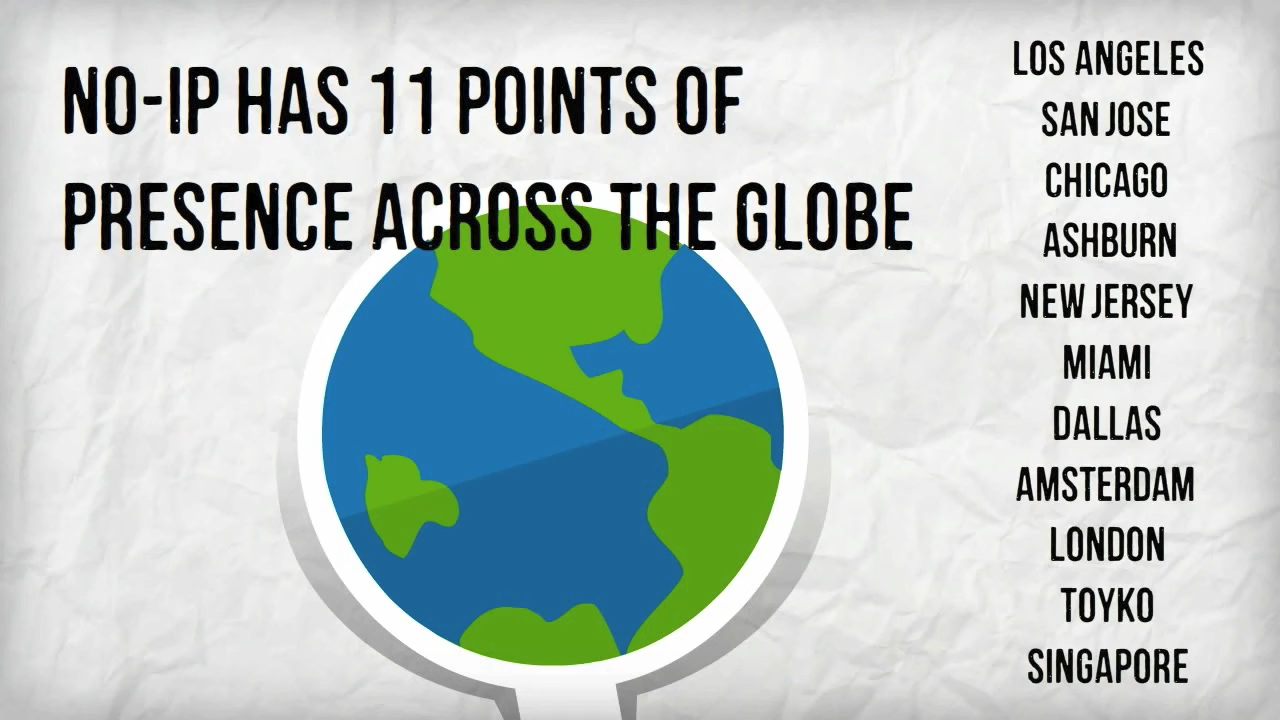 NO-IP HAS 11 POINTS OF
PRESENCE ACROSS THE GLOBE
LOS ANGELES
SAN JOSE
CHICAGO
ASHBURN
NEW JERSEY
MIAMI
DALLAS
AMSTERDAM
LONDON
TOYKO
SINGAPORE